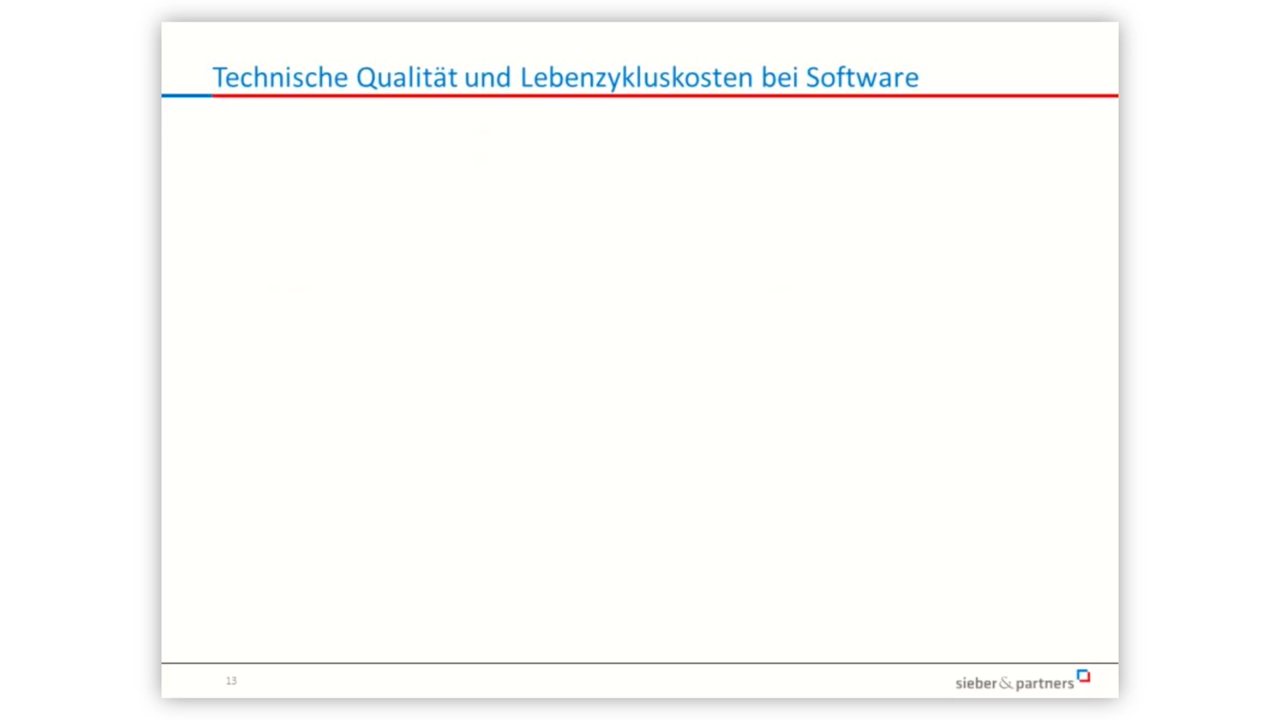 Technische Qualität und Lebenzykluskosten bei Software
13
sieber & partners